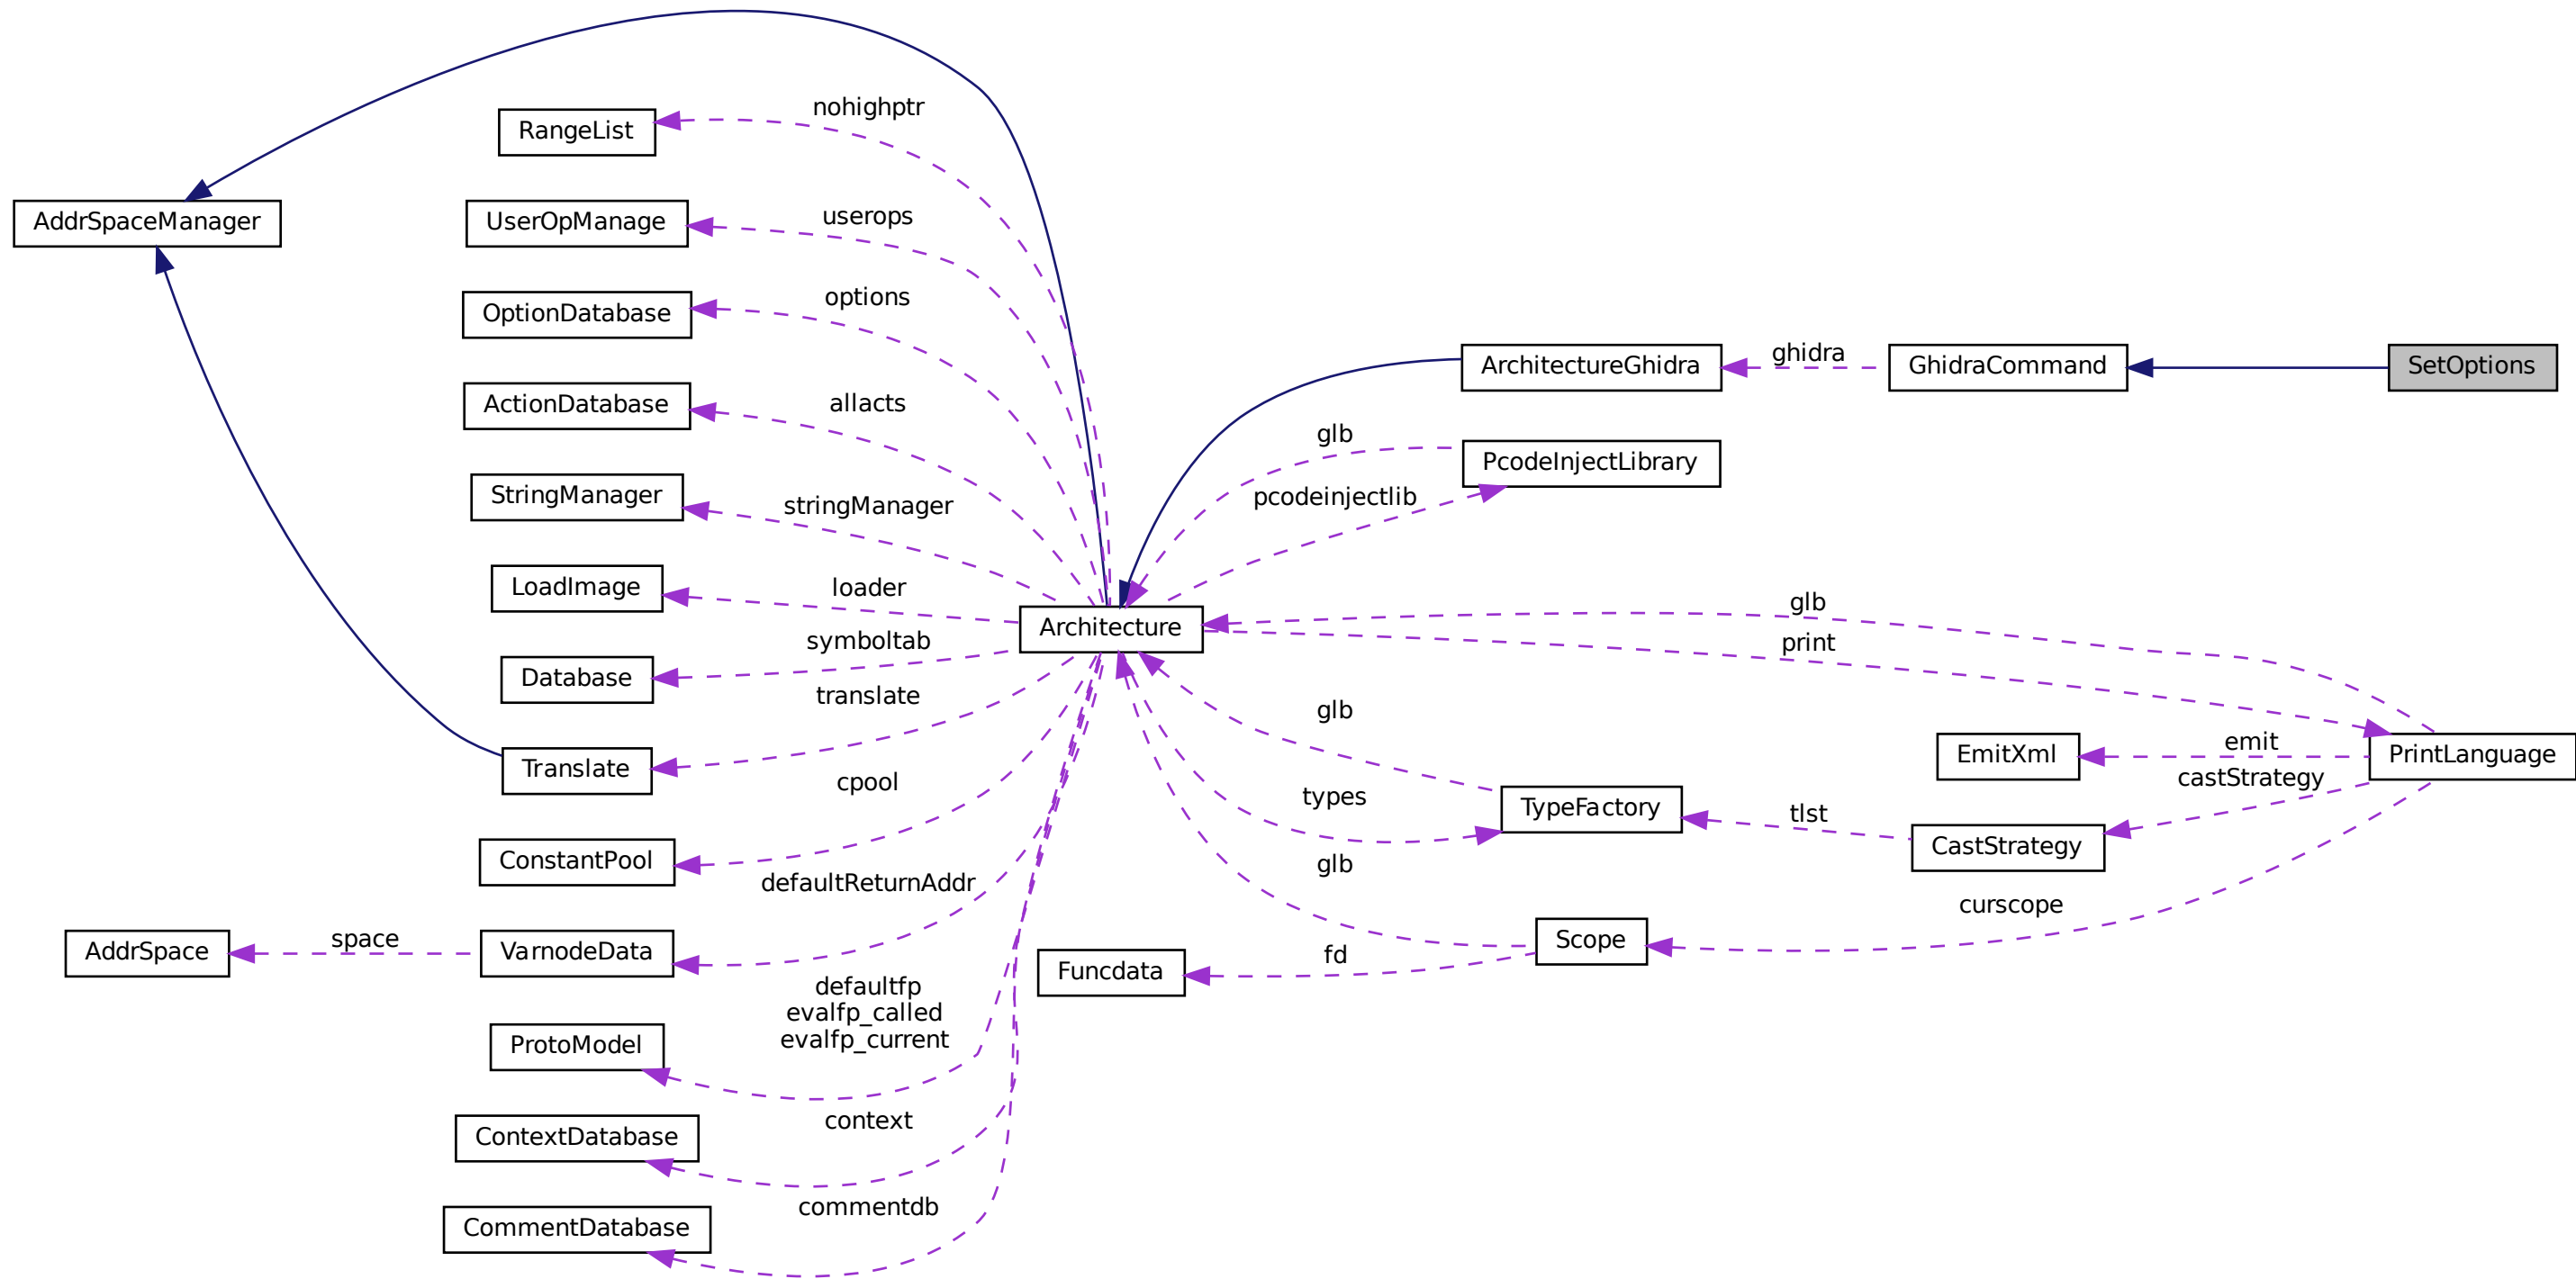 nohighptr
RangeList
AddrSpaceManager
UserOpManage
userops
options
OptionDatabase
ArchitectureGhidra
ghidra
GhidraCommand
SetOptions
allacts
ActionDatabase
glb
PcodeInjectLibrary
pcodeinjectlib
StringManager
stringManager
LoadImage
loader
Architecture
glb
print
symboltab
Database
translate
glb
Translate
EmitXml
emit
PrintLanguage
castStrategy
cpool
types
TypeFactory
tlst
CastStrategy
ConstantPool
glb
defaultReturnAddr
curscope
AddrSpace
space
VarnodeData
Scope
fd
Funcdata
defaultfp
evalfp_called
evalfp_current
ProtoModel
context
ContextDatabase
commentdb
CommentDatabase